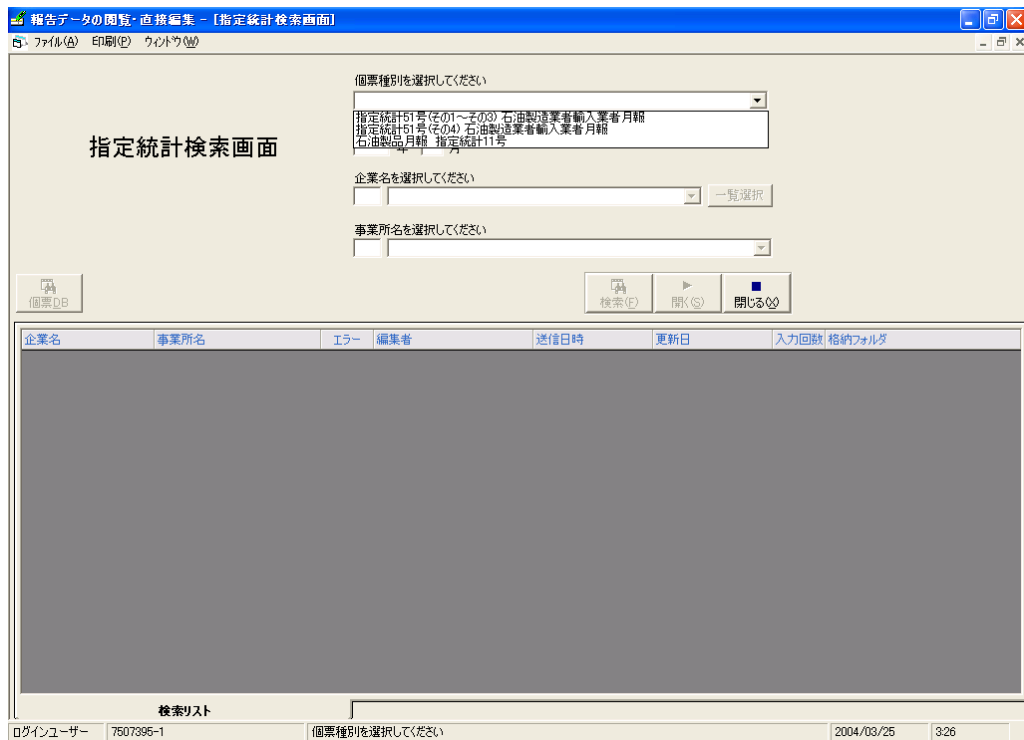 報告データの閲覧・直接編集 - [指定統計検索画面]
ファイル(A) 印刷(P) ウィンドウ(W)
個票種別を選択してください
指定統計51号(その1～その3) 石油製造業者輸入業者月報
指定統計51号(その4) 石油製造業者輸入業者月報
石油製品月報 指定統計11号
指定統計検索画面
年 月
企業名を選択してください
一覧選択
事業所名を選択してください
個票DB
検索(F) 開く(S) 閉じる(X)
企業名 事業所名 エラー 編集者 送信日時 更新日 入力回数 格納フォルダ
検索リスト
ログインユーザー 7507395-1 個票種別を選択してください 2004/03/25 3:26